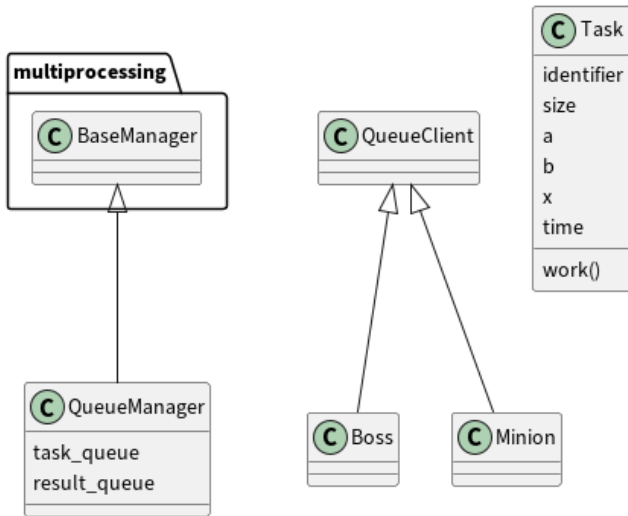 multiprocessing
C BaseManager
C QueueManager
task_queue
result_queue
C QueueClient
C Boss
C Minion
C Task
identifier
size
a
b
x
time
work()